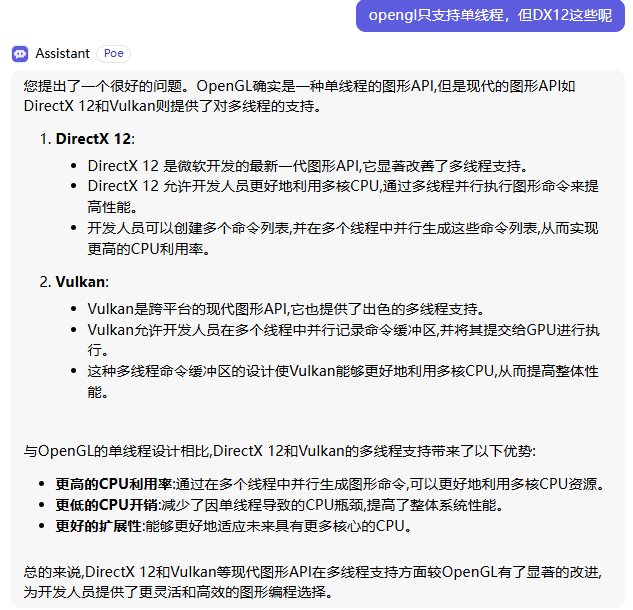 opengl只支持单线程，但DX12这些呢
Assistant Poe
您提出了一个很好的问题。OpenGL确实是一种单线程的图形API,但是现代的图形API如
DirectX 12和Vulkan则提供了对多线程的支持。
1. DirectX 12:
• DirectX 12 是微软开发的最新一代图形API,它显著改善了多线程支持。
• DirectX 12 允许开发人员更好地利用多核CPU,通过多线程并行执行图形命令来提
高性能。
• 开发人员可以创建多个命令列表,并在多个线程中并行生成这些命令列表,从而实现
更高的CPU利用率。
2. Vulkan:
• Vulkan是跨平台的现代图形API,它也提供了出色的多线程支持。
• Vulkan允许开发人员在多个线程中并行记录命令缓冲区,并将其提交给GPU进行执
行。
• 这种多线程命令缓冲区的设计使Vulkan能够更好地利用多核CPU,从而提高整体性
能。
与OpenGL的单线程设计相比,DirectX 12和Vulkan的多线程支持带来了以下优势:
• 更高的CPU利用率:通过在多个线程中并行生成图形命令,可以更好地利用多核CPU资源。
• 更低的CPU开销:减少了因单线程导致的CPU瓶颈,提高了整体系统性能。
• 更好的扩展性:能够更好地适应未来具有更多核心的CPU。
总的来说,DirectX 12和Vulkan等现代图形API在多线程支持方面较OpenGL有了显著的改进,
为开发人员提供了更灵活和高效的图形编程选择。